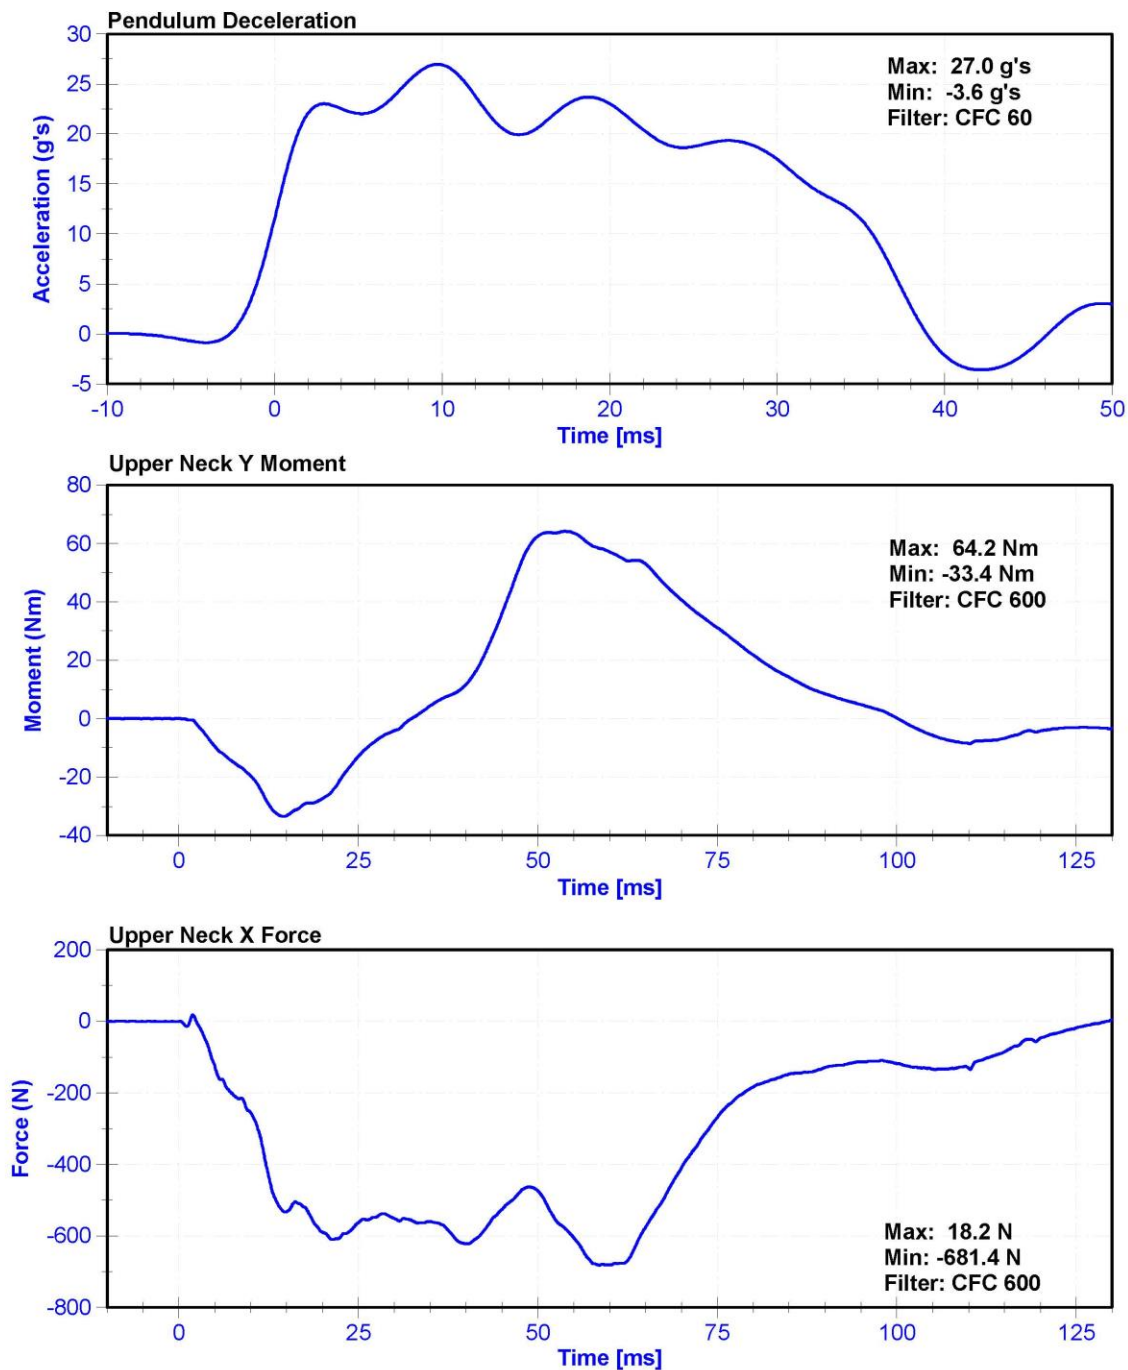 Pendulum Deceleration
30
25
20
15
10
5
0
-5
Acceleration (g's)
Max: 27.0 g's
Min: -3.6 g's
Filter: CFC 60
-10 0 10 20 30 40 50
Time [ms]
Upper Neck Y Moment
80
60
40
20
0
-20
-40
Moment (Nm)
Max: 64.2 Nm
Min: -33.4 Nm
Filter: CFC 600
0 25 50 75 100 125
Time [ms]
Upper Neck X Force
200
0
-200
-400
-600
-800
Force (N)
Max: 18.2 N
Min: -681.4 N
Filter: CFC 600
0 25 50 75 100 125
Time [ms]